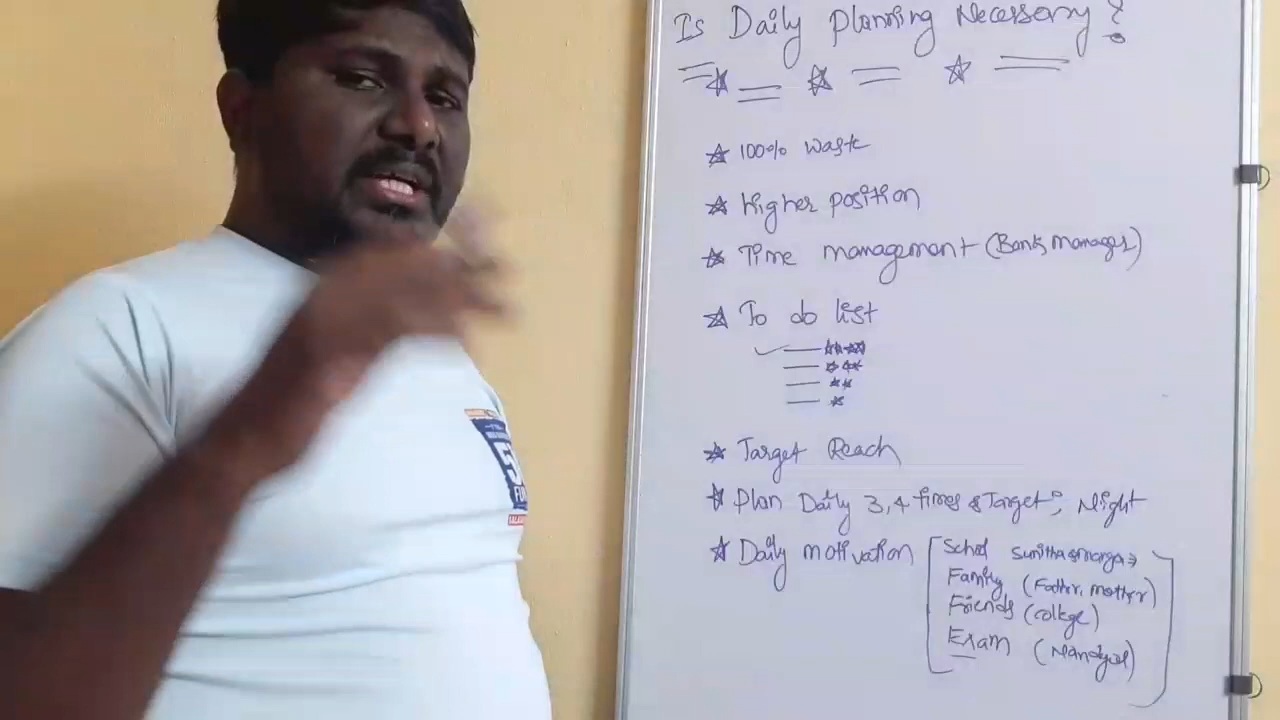 Is Daily Planning Necessary?
100% Waste
Higher position
Time management (Bank Manager)
To do list
Target Reach
Plan Daily 3,4 times & Target; Night
Daily motivation
School
Family (Father, mother)
Friends (college)
Exam